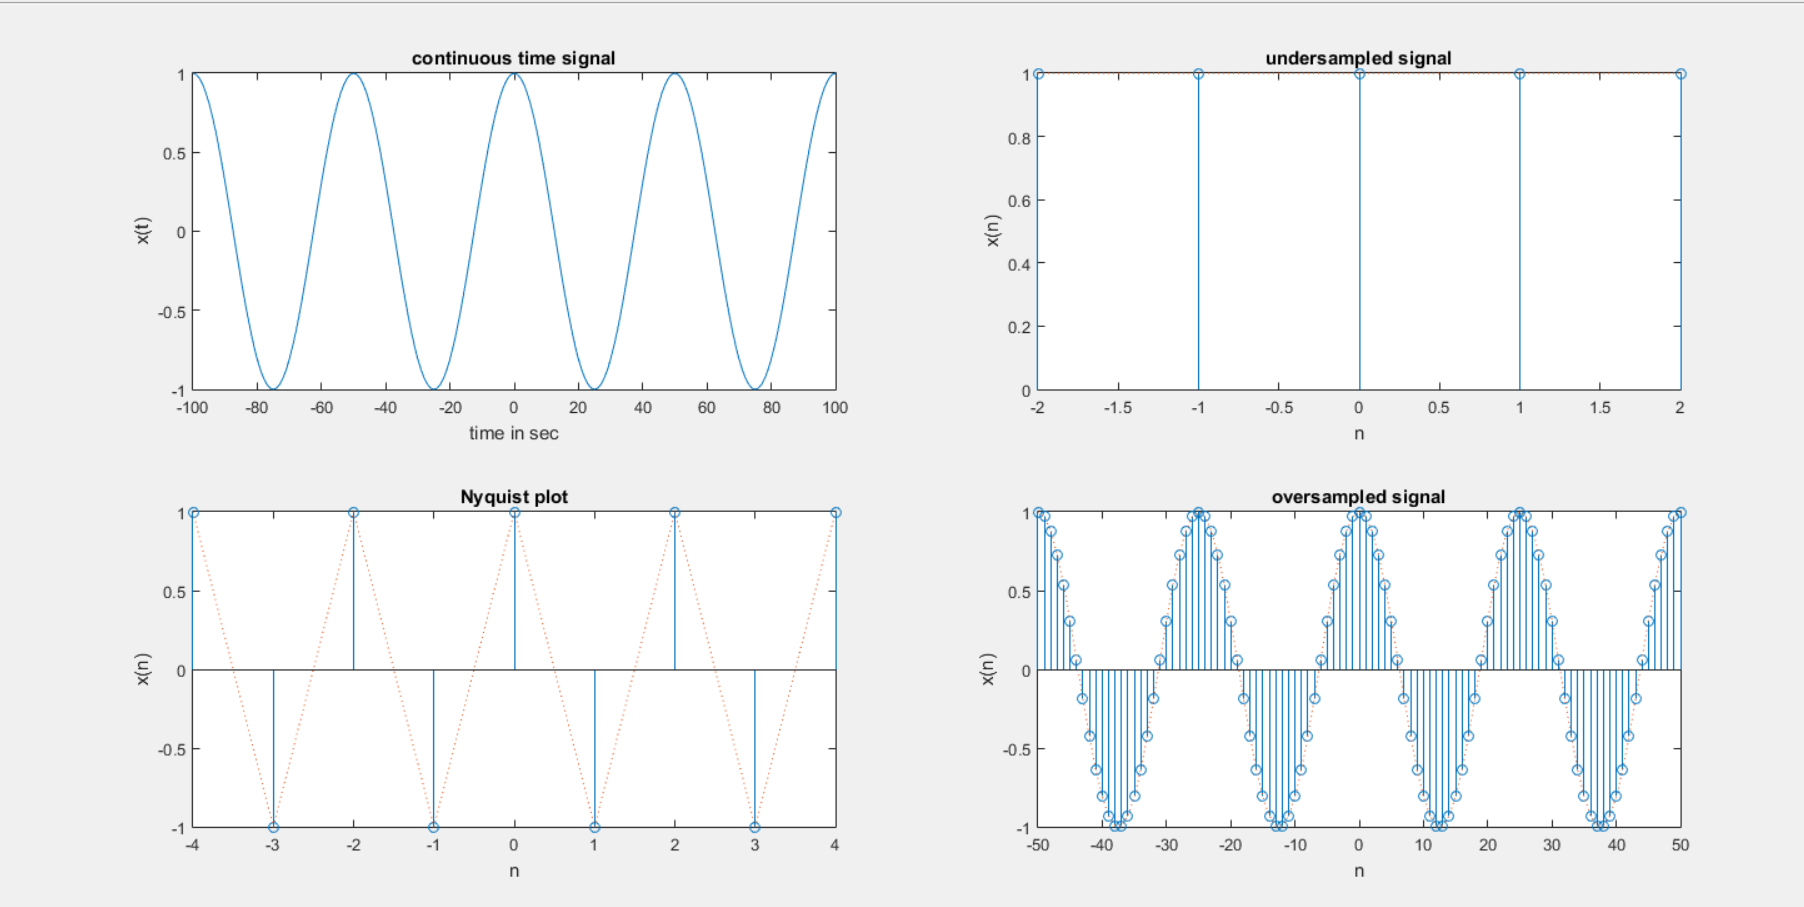 continuous time signal
1
0.5
0
-0.5
-1
x(t)
-100 -80 -60 -40 -20 0 20 40 60 80 100
time in sec
undersampled signal
1
0.8
0.6
0.4
0.2
0
x(n)
-2 -1.5 -1 -0.5 0 0.5 1 1.5 2
n
Nyquist plot
1
0.5
0
-0.5
-1
x(n)
-4 -3 -2 -1 0 1 2 3 4
n
oversampled signal
1
0.5
0
-0.5
-1
x(n)
-50 -40 -30 -20 -10 0 10 20 30 40 50
n